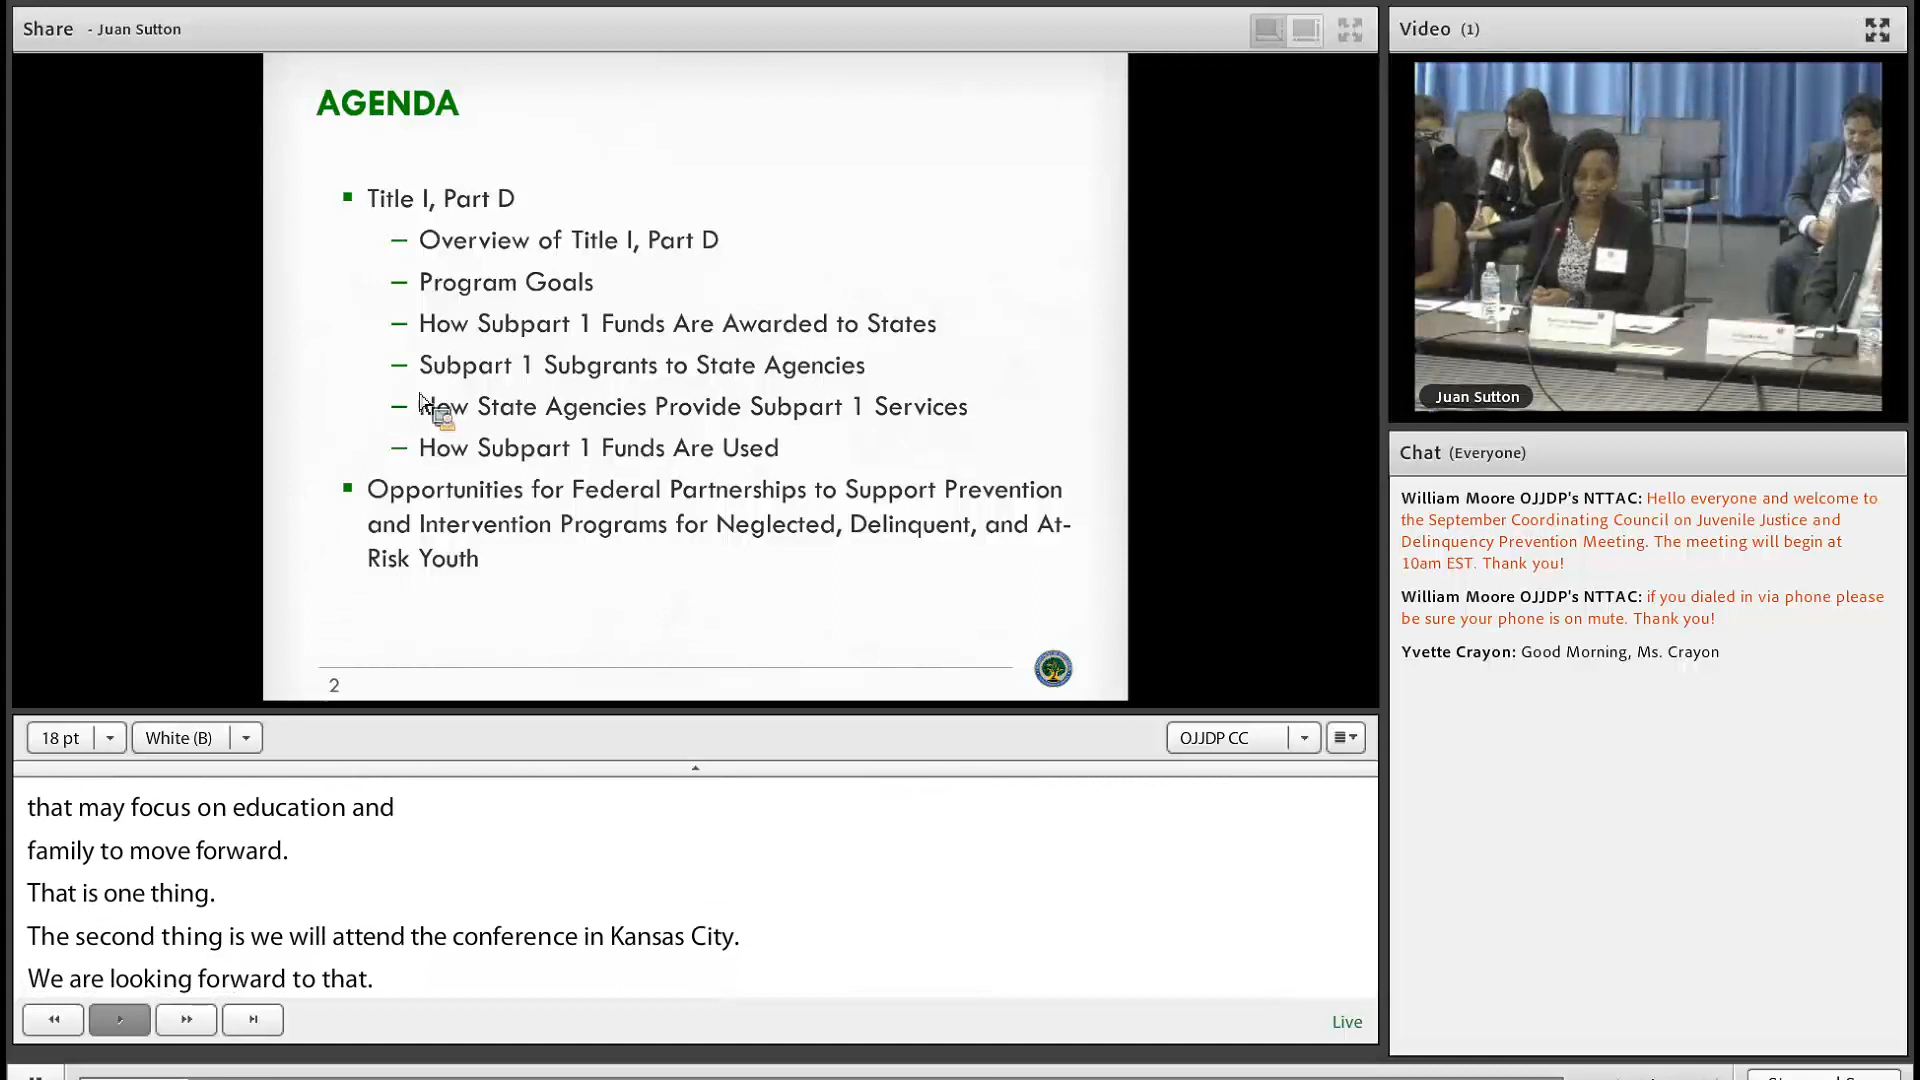 Share - Juan Sutton
AGENDA
Title I, Part D
– Overview of Title I, Part D
– Program Goals
– How Subpart 1 Funds Are Awarded to States
– Subpart 1 Subgrants to State Agencies
– How State Agencies Provide Subpart 1 Services
– How Subpart 1 Funds Are Used
Opportunities for Federal Partnerships to Support Prevention
and Intervention Programs for Neglected, Delinquent, and At-
Risk Youth
2
18 pt
White (B)
OJJDP CC
that may focus on education and
family to move forward.
That is one thing.
The second thing is we will attend the conference in Kansas City.
We are looking forward to that.
Live
Video (1)
Juan Sutton
Chat (Everyone)
William Moore OJJDP's NTTAC: Hello everyone and welcome to
the September Coordinating Council on Juvenile Justice and
Delinquency Prevention Meeting. The meeting will begin at
10am EST. Thank you!
William Moore OJJDP's NTTAC: if you dialed in via phone please
be sure your phone is on mute. Thank you!
Yvette Crayon: Good Morning, Ms. Crayon